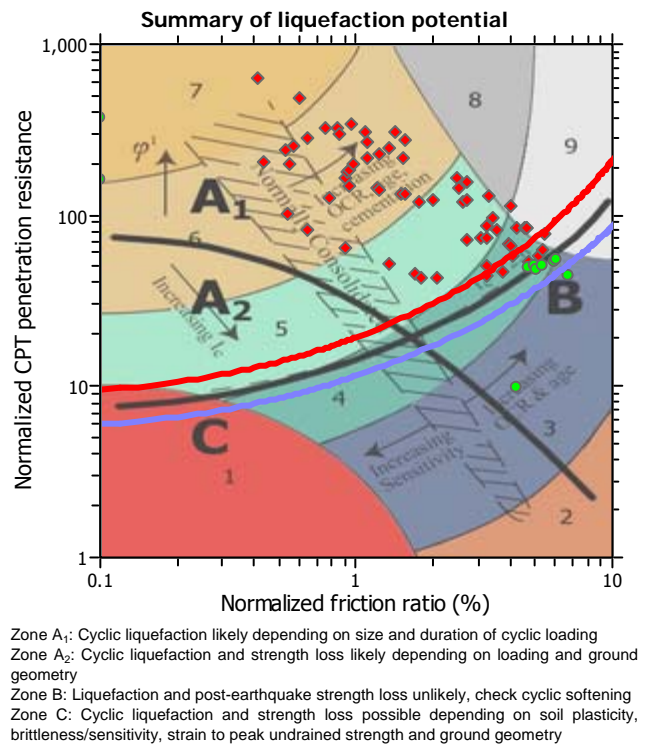 Summary of liquefaction potential
Normalized CPT penetration resistance
1,000
100
10
1
7
8
9
φ'
A1
Increasing
OCR, age,
cementation
Normally Consolidated
6
A2
Increasing Ic
5
B
4
Increasing
OCR & age
3
C
Increasing
Sensitivity
1
2
0.1
1
10
Normalized friction ratio (%)
Zone A1: Cyclic liquefaction likely depending on size and duration of cyclic loading
Zone A2: Cyclic liquefaction and strength loss likely depending on loading and ground
geometry
Zone B: Liquefaction and post-earthquake strength loss unlikely, check cyclic softening
Zone C: Cyclic liquefaction and strength loss possible depending on soil plasticity,
brittleness/sensitivity, strain to peak undrained strength and ground geometry